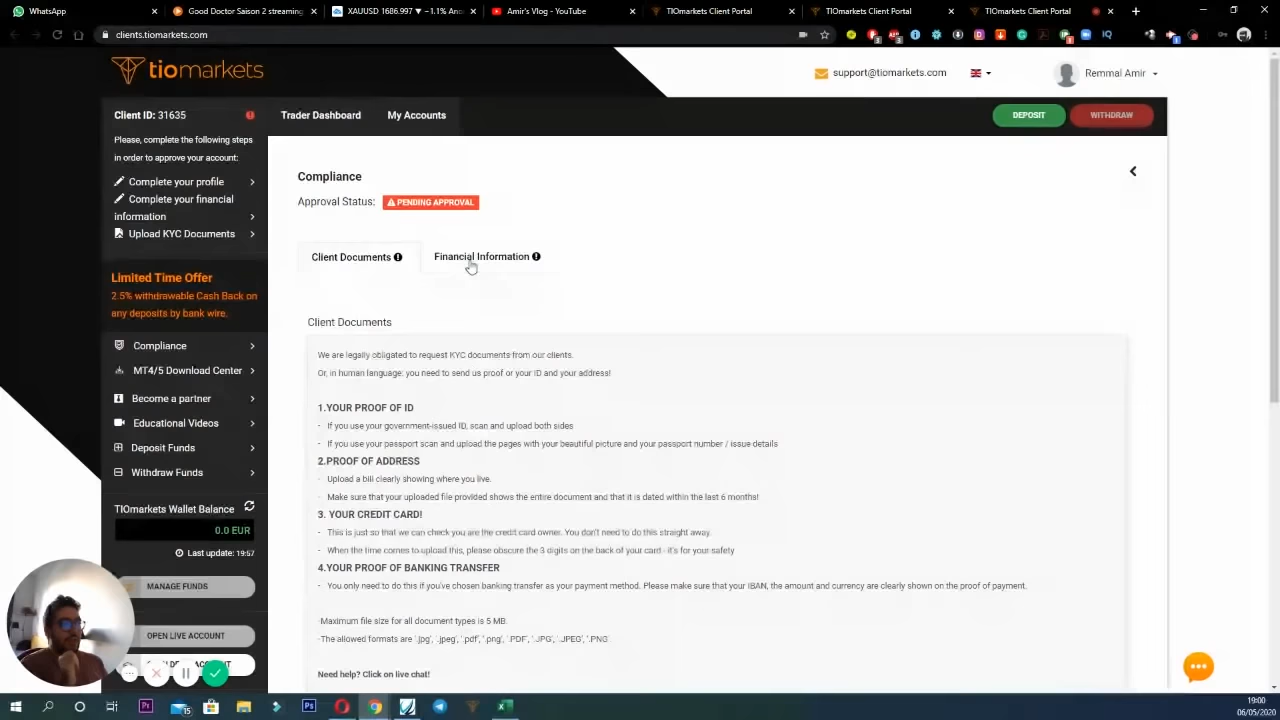 WhatsApp
Good Doctor Saison 2 streaming
XAUUSD 1686.997 ▼ −1.1% Anc
Amir's Vlog - YouTube
TIOmarkets Client Portal
TIOmarkets Client Portal
TIOmarkets Client Portal
clients.tiomarkets.com
tiomarkets
support@tiomarkets.com
Remmal Amir
Client ID: 31635
Trader Dashboard
My Accounts
DEPOSIT
WITHDRAW
Please, complete the following steps
in order to approve your account:
Complete your profile
Complete your financial
information
Upload KYC Documents
Limited Time Offer
2.5% withdrawable Cash Back on
any deposits by bank wire.
Compliance
MT4/5 Download Center
Become a partner
Educational Videos
Deposit Funds
Withdraw Funds
TIOmarkets Wallet Balance
0.0 EUR
Last update: 19:57
MANAGE FUNDS
OPEN LIVE ACCOUNT
Compliance
Approval Status: PENDING APPROVAL
Client Documents
Financial Information
Client Documents
We are legally obligated to request KYC documents from our clients.
Or, in human language: you need to send us proof or your ID and your address!
1.YOUR PROOF OF ID
- If you use your government-issued ID, scan and upload both sides
- If you use your passport scan and upload the pages with your beautiful picture and your passport number / issue details
2.PROOF OF ADDRESS
- Upload a bill clearly showing where you live.
- Make sure that your uploaded file provided shows the entire document and that it is dated within the last 6 months!
3. YOUR CREDIT CARD!
- This is just so that we can check you are the credit card owner. You don't need to do this straight away.
- When the time comes to upload this, please obscure the 3 digits on the back of your card - it's for your safety
4.YOUR PROOF OF BANKING TRANSFER
- You only need to do this if you've chosen banking transfer as your payment method. Please make sure that your IBAN, the amount and currency are clearly shown on the proof of payment.
·Maximum file size for all document types is 5 MB.
·The allowed formats are '.jpg', '.jpeg', '.pdf', '.png', '.PDF', '.JPG', '.JPEG', '.PNG'
Need help? Click on live chat!
19:00
06/05/2020